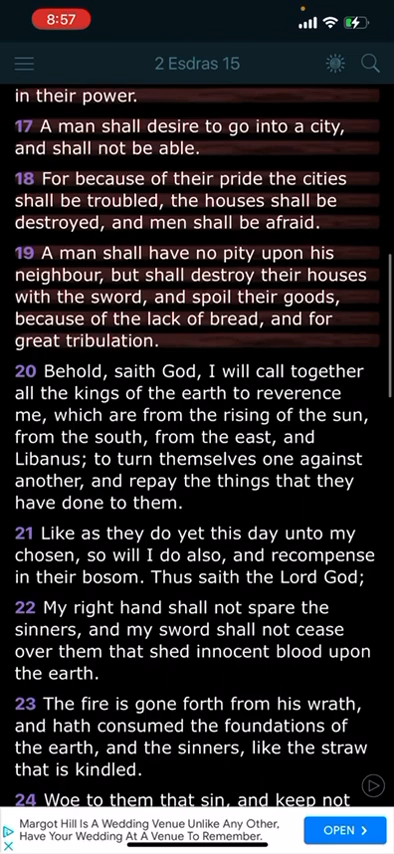 8:57
2 Esdras 15
in their power.
17 A man shall desire to go into a city,
and shall not be able.
18 For because of their pride the cities
shall be troubled, the houses shall be
destroyed, and men shall be afraid.
19 A man shall have no pity upon his
neighbour, but shall destroy their houses
with the sword, and spoil their goods,
because of the lack of bread, and for
great tribulation.
20 Behold, saith God, I will call together
all the kings of the earth to reverence
me, which are from the rising of the sun,
from the south, from the east, and
Libanus; to turn themselves one against
another, and repay the things that they
have done to them.
21 Like as they do yet this day unto my
chosen, so will I do also, and recompense
in their bosom. Thus saith the Lord God;
22 My right hand shall not spare the
sinners, and my sword shall not cease
over them that shed innocent blood upon
the earth.
23 The fire is gone forth from his wrath,
and hath consumed the foundations of
the earth, and the sinners, like the straw
that is kindled.
24 Woe to them that sin, and keep not
Margot Hill Is A Wedding Venue Unlike Any Other,
Have Your Wedding At A Venue To Remember.
OPEN >